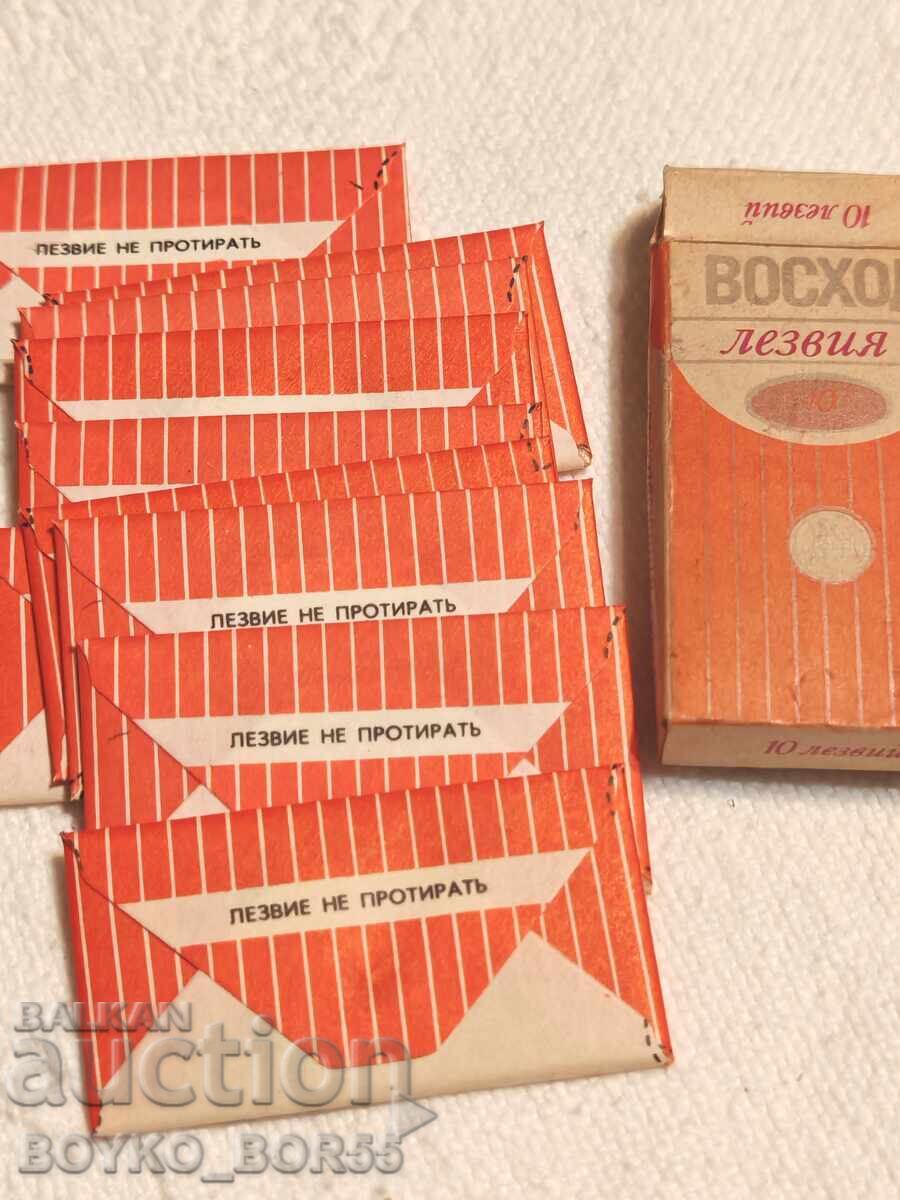 ЛЕЗВИЕ НЕ ПРОТИРАТЬ
10 лезвий
ВОСХОД
лезвия
10
ЛЕЗВИЕ НЕ ПРОТИРАТЬ
ЛЕЗВИЕ НЕ ПРОТИРАТЬ
10 лезвий
ЛЕЗВИЕ НЕ ПРОТИРАТЬ
BALKAN
auction
BOYKO_BOR55